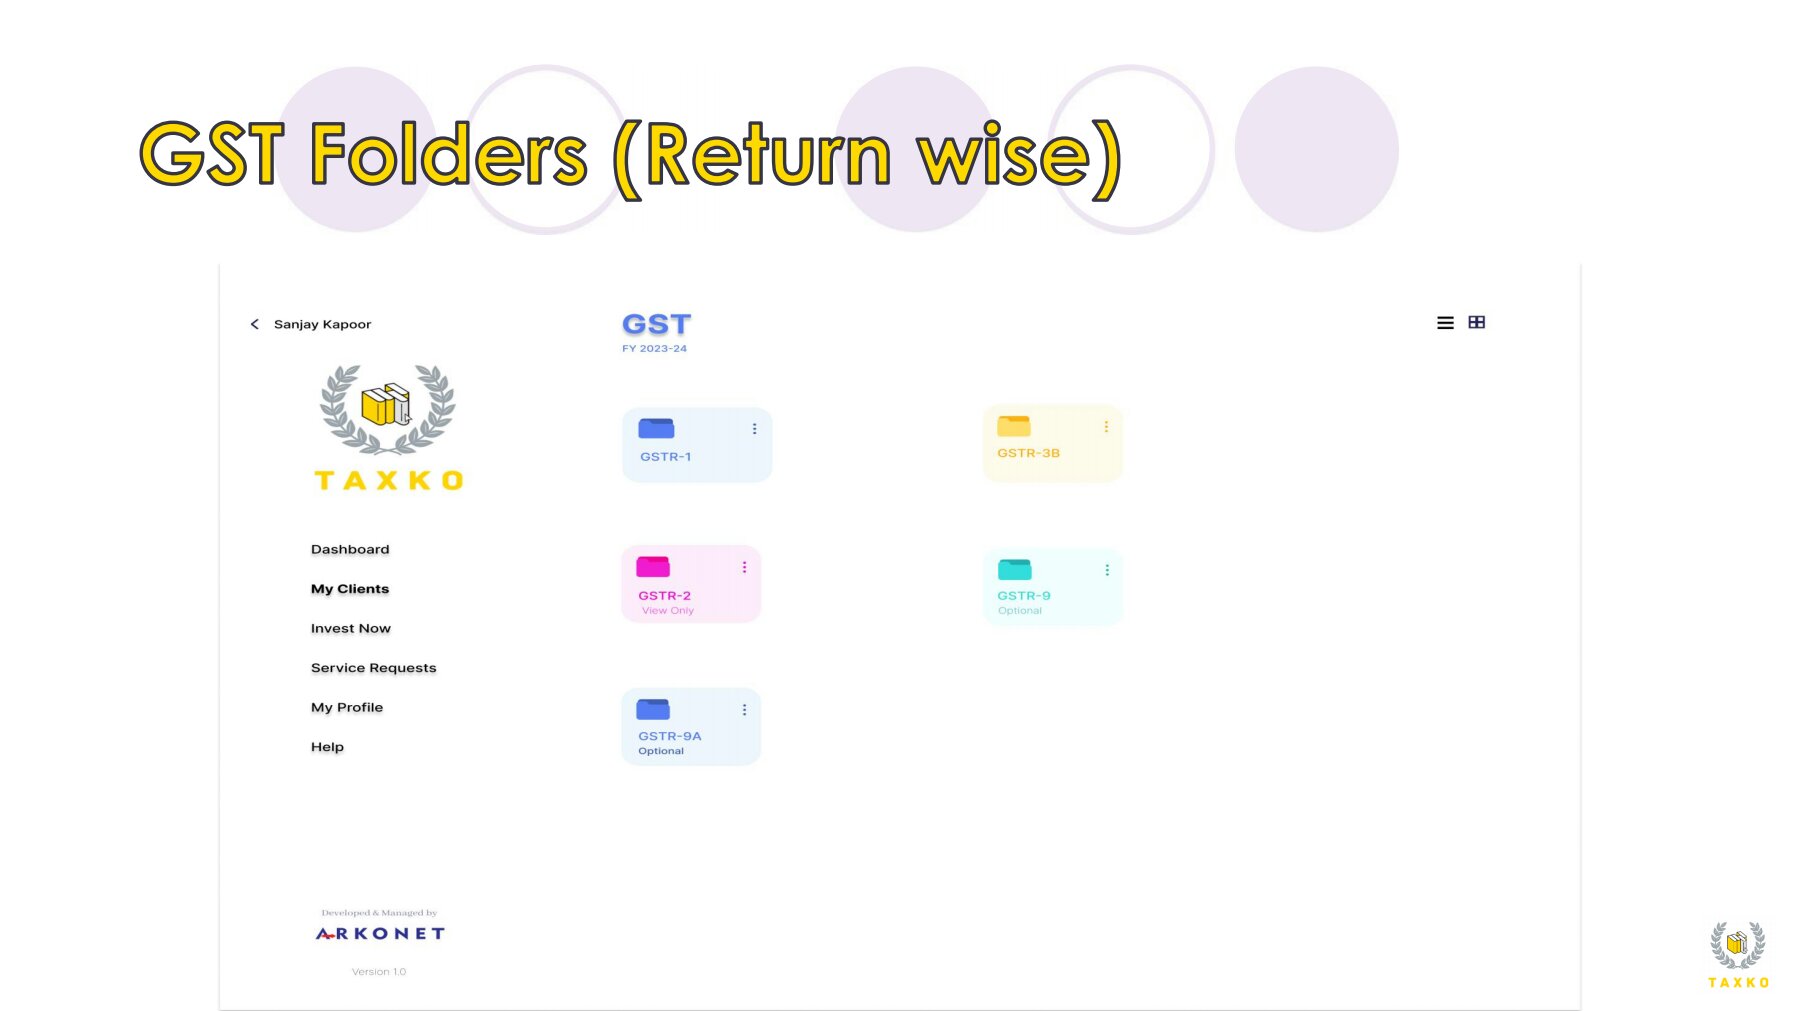 GST Folders (Return wise)
Sanjay Kapoor
TAXKO
Dashboard
My Clients
Invest Now
Service Requests
My Profile
Help
Developed & Managed by
ARKONET
Version 1.0
GST
FY 2023-24
GSTR-1
GSTR-3B
GSTR-2
View Only
GSTR-9
Optional
GSTR-9A
Optional
TAXKO